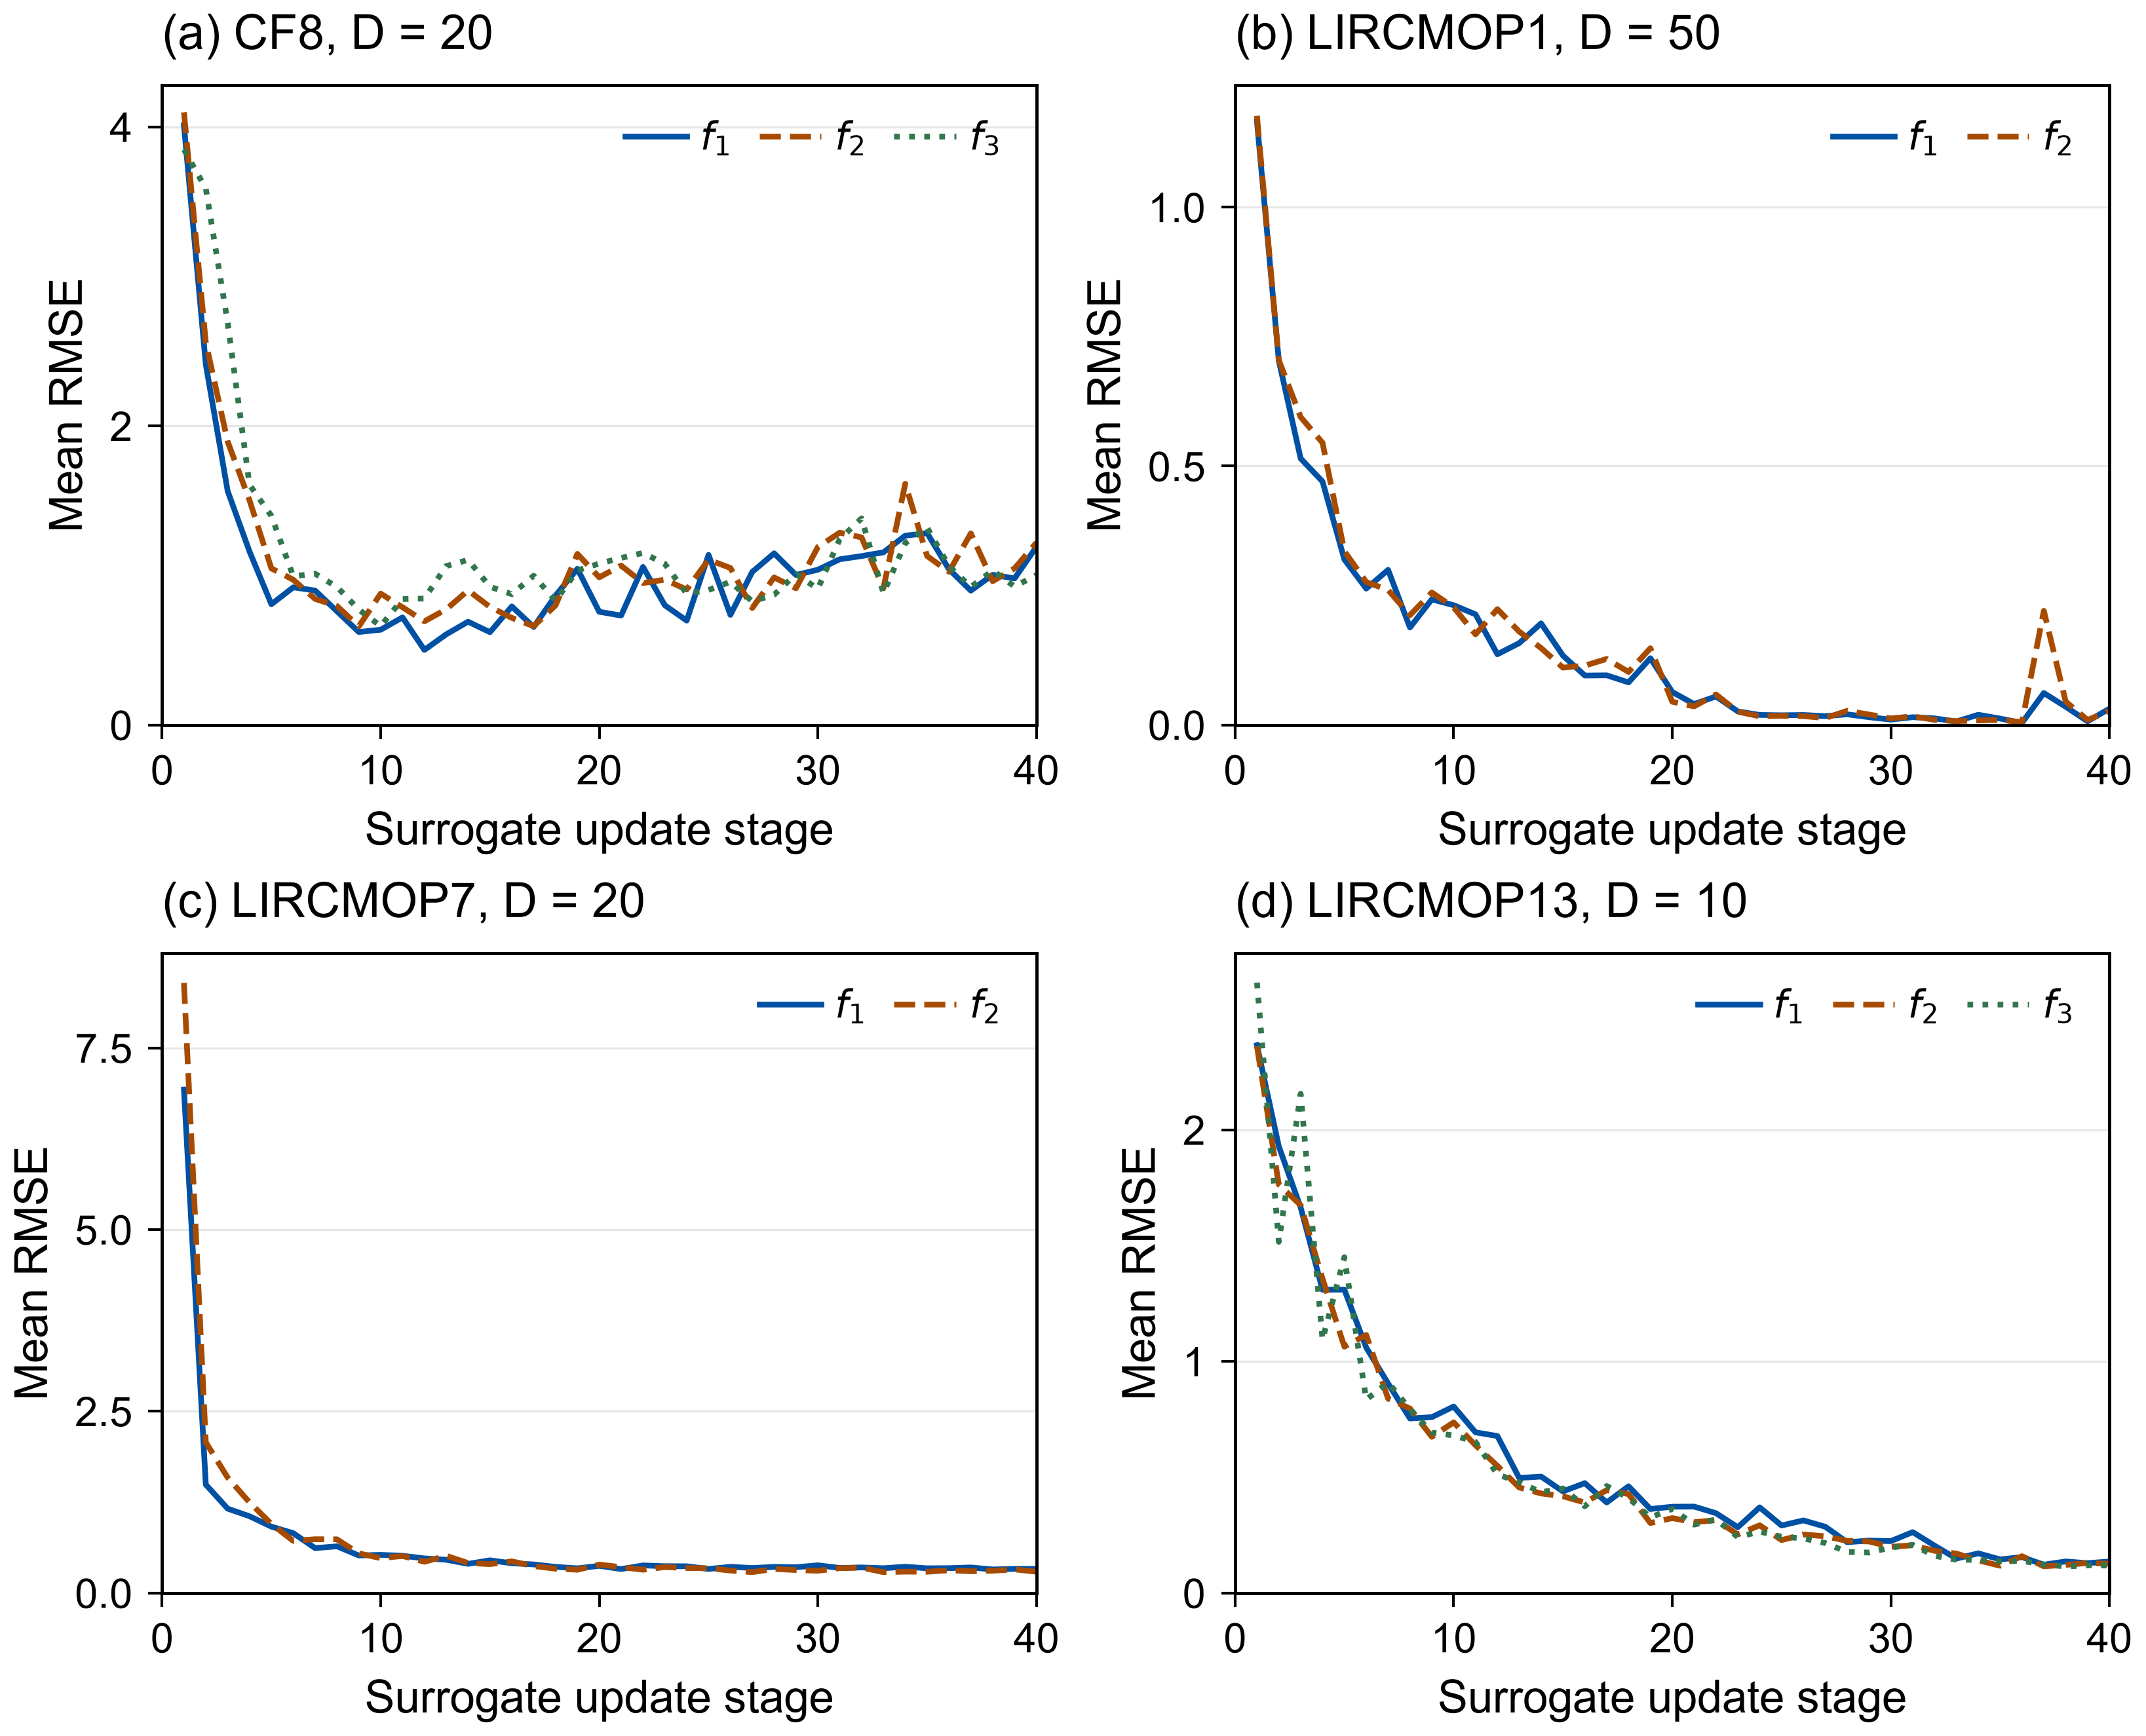 (a) CF8, D = 20
Mean RMSE
4
2
0
f1 f2 f3
0 10 20 30 40
Surrogate update stage
(b) LIRCMOP1, D = 50
Mean RMSE
1.0
0.5
0.0
f1 f2
0 10 20 30 40
Surrogate update stage
(c) LIRCMOP7, D = 20
Mean RMSE
7.5
5.0
2.5
0.0
f1 f2
0 10 20 30 40
Surrogate update stage
(d) LIRCMOP13, D = 10
Mean RMSE
2
1
0
f1 f2 f3
0 10 20 30 40
Surrogate update stage